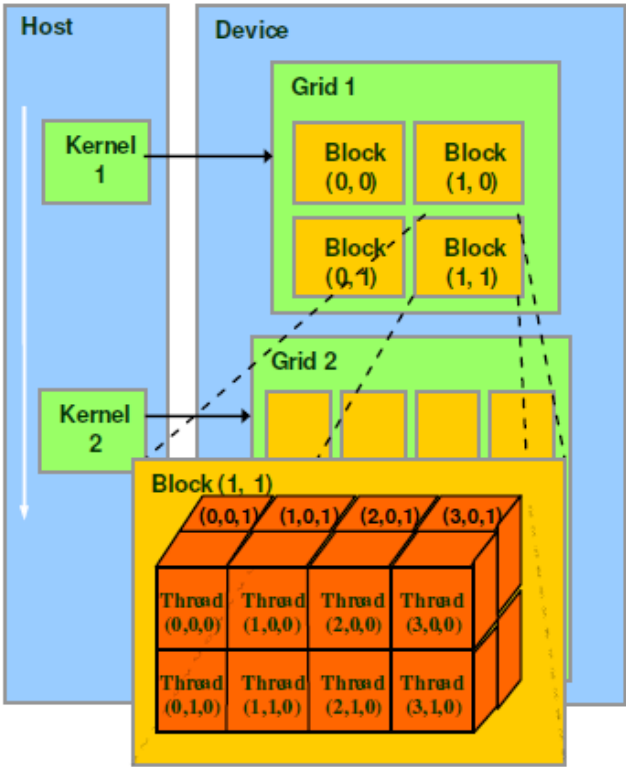 Host
Device
Grid 1
Kernel
1
Block
(0, 0)
Block
(1, 0)
Block
(0, 1)
Block
(1, 1)
Grid 2
Kernel
2
Block (1, 1)
(0,0,1) (1,0,1) (2,0,1) (3,0,1)
Thread
(0,0,0)
Thread
(1,0,0)
Thread
(2,0,0)
Thread
(3,0,0)
Thread
(0,1,0)
Thread
(1,1,0)
Thread
(2,1,0)
Thread
(3,1,0)